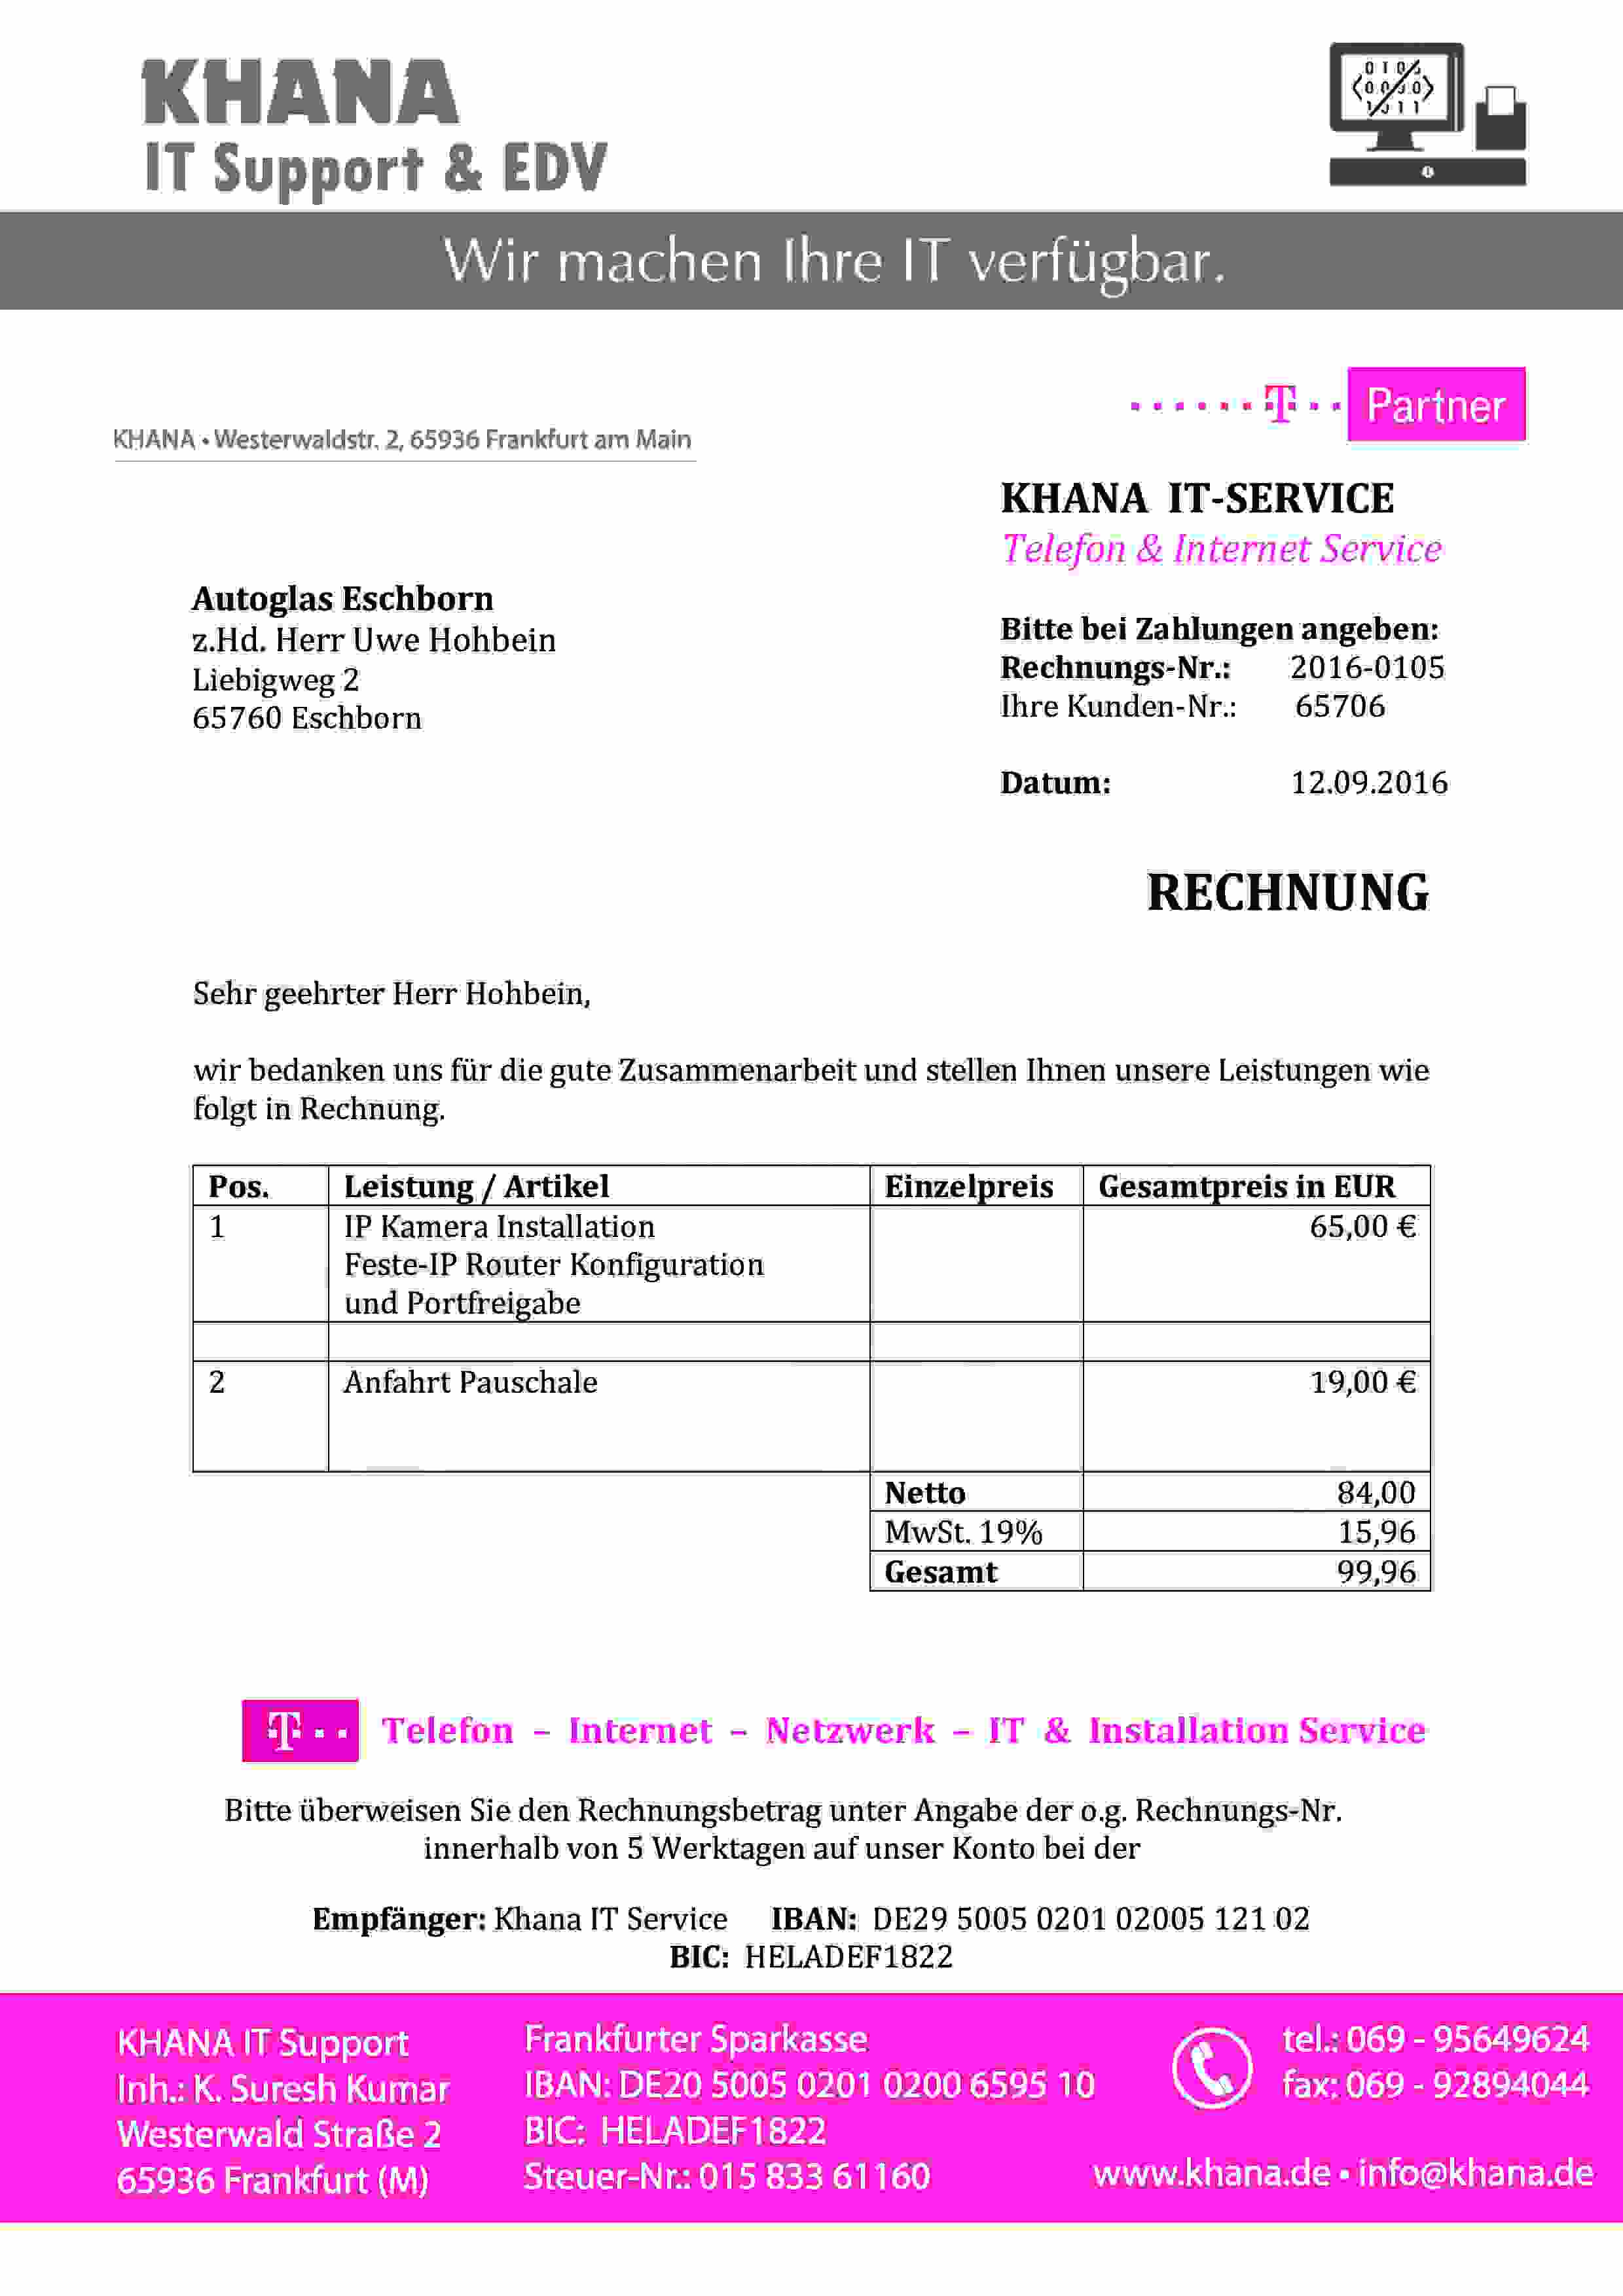 KHANA
IT Support & EDV
Wir machen Ihre IT verfügbar.
T Partner
KHANA • Westerwaldstr. 2, 65936 Frankfurt am Main
KHANA IT-SERVICE
Telefon & Internet Service
Autoglas Eschborn
z.Hd. Herr Uwe Hohbein
Liebigweg 2
65760 Eschborn
Bitte bei Zahlungen angeben:
Rechnungs-Nr.: 2016-0105
Ihre Kunden-Nr.: 65706
Datum: 12.09.2016
RECHNUNG
Sehr geehrter Herr Hohbein,
wir bedanken uns für die gute Zusammenarbeit und stellen Ihnen unsere Leistungen wie
folgt in Rechnung.
Pos. Leistung / Artikel Einzelpreis Gesamtpreis in EUR
1 IP Kamera Installation 65,00 €
Feste-IP Router Konfiguration
und Portfreigabe
2 Anfahrt Pauschale 19,00 €
Netto 84,00
MwSt. 19% 15,96
Gesamt 99,96
T Telefon – Internet – Netzwerk – IT & Installation Service
Bitte überweisen Sie den Rechnungsbetrag unter Angabe der o.g. Rechnungs-Nr.
innerhalb von 5 Werktagen auf unser Konto bei der
Empfänger: Khana IT Service IBAN: DE29 5005 0201 02005 121 02
BIC: HELADEF1822
KHANA IT Support
Inh.: K. Suresh Kumar
Westerwald Straße 2
65936 Frankfurt (M)
Frankfurter Sparkasse
IBAN: DE20 5005 0201 0200 6595 10
BIC: HELADEF1822
Steuer-Nr.: 015 833 61160
tel.: 069 - 95649624
fax: 069 - 92894044
www.khana.de • info@khana.de